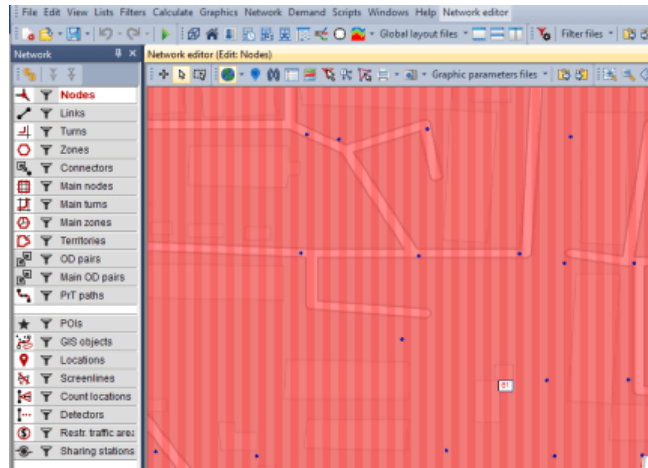 File Edit View Lists Filters Calculate Graphics Network Demand Scripts Windows Help Network editor
Global layout files Filter files
Network
Network editor (Edit: Nodes)
Graphic parameters files
Nodes
Links
Turns
Zones
Connectors
Main nodes
Main turns
Main zones
Territories
OD pairs
Main OD pairs
PrT paths
POIs
GIS objects
Locations
Screenlines
Count locations
Detectors
Restr. traffic area
Sharing stations